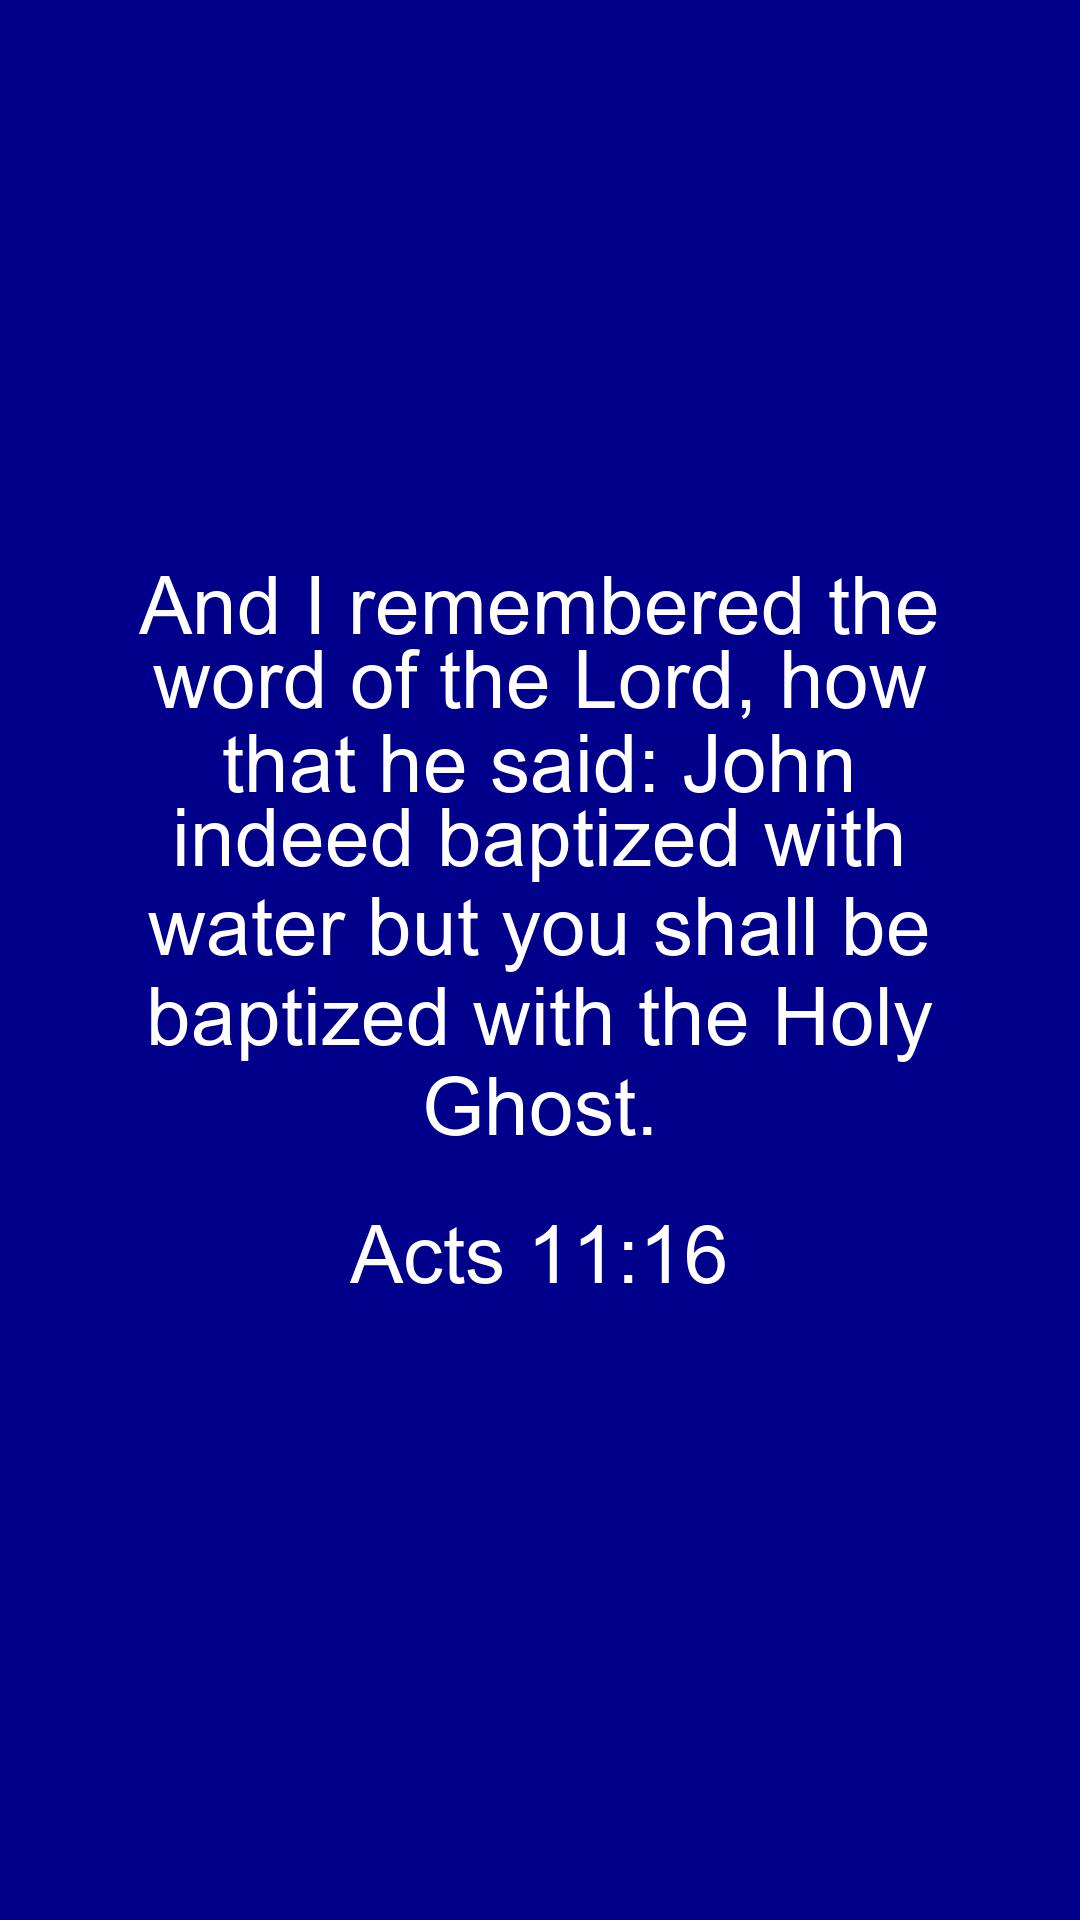 And I remembered the
word of the Lord, how
that he said: John
indeed baptized with
water but you shall be
baptized with the Holy
Ghost.
Acts 11:16